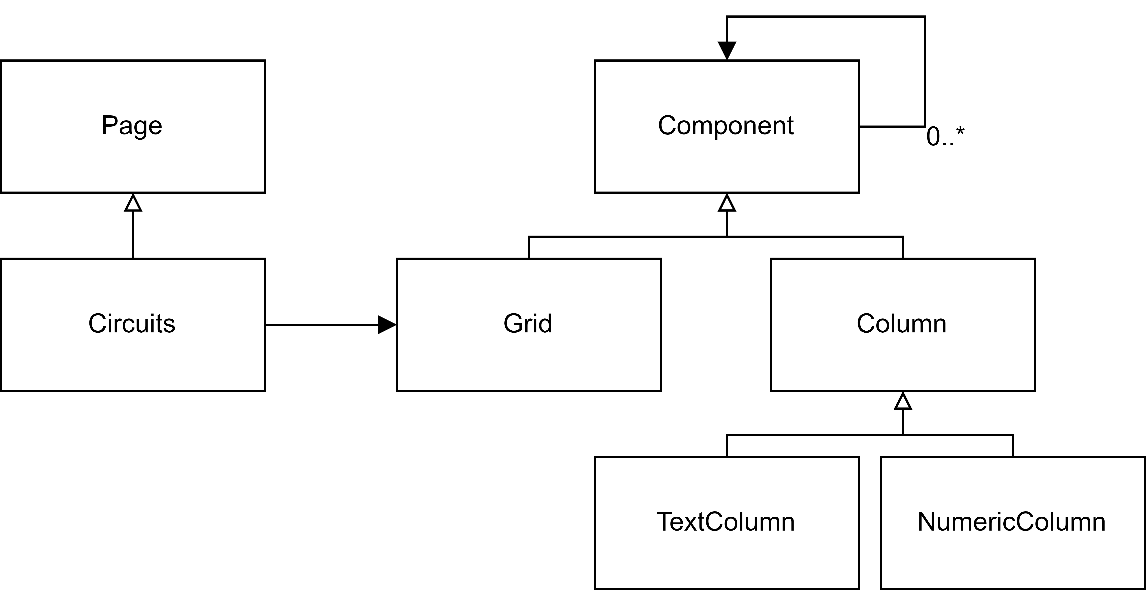 Page
Component
0..*
Circuits
Grid
Column
TextColumn
NumericColumn